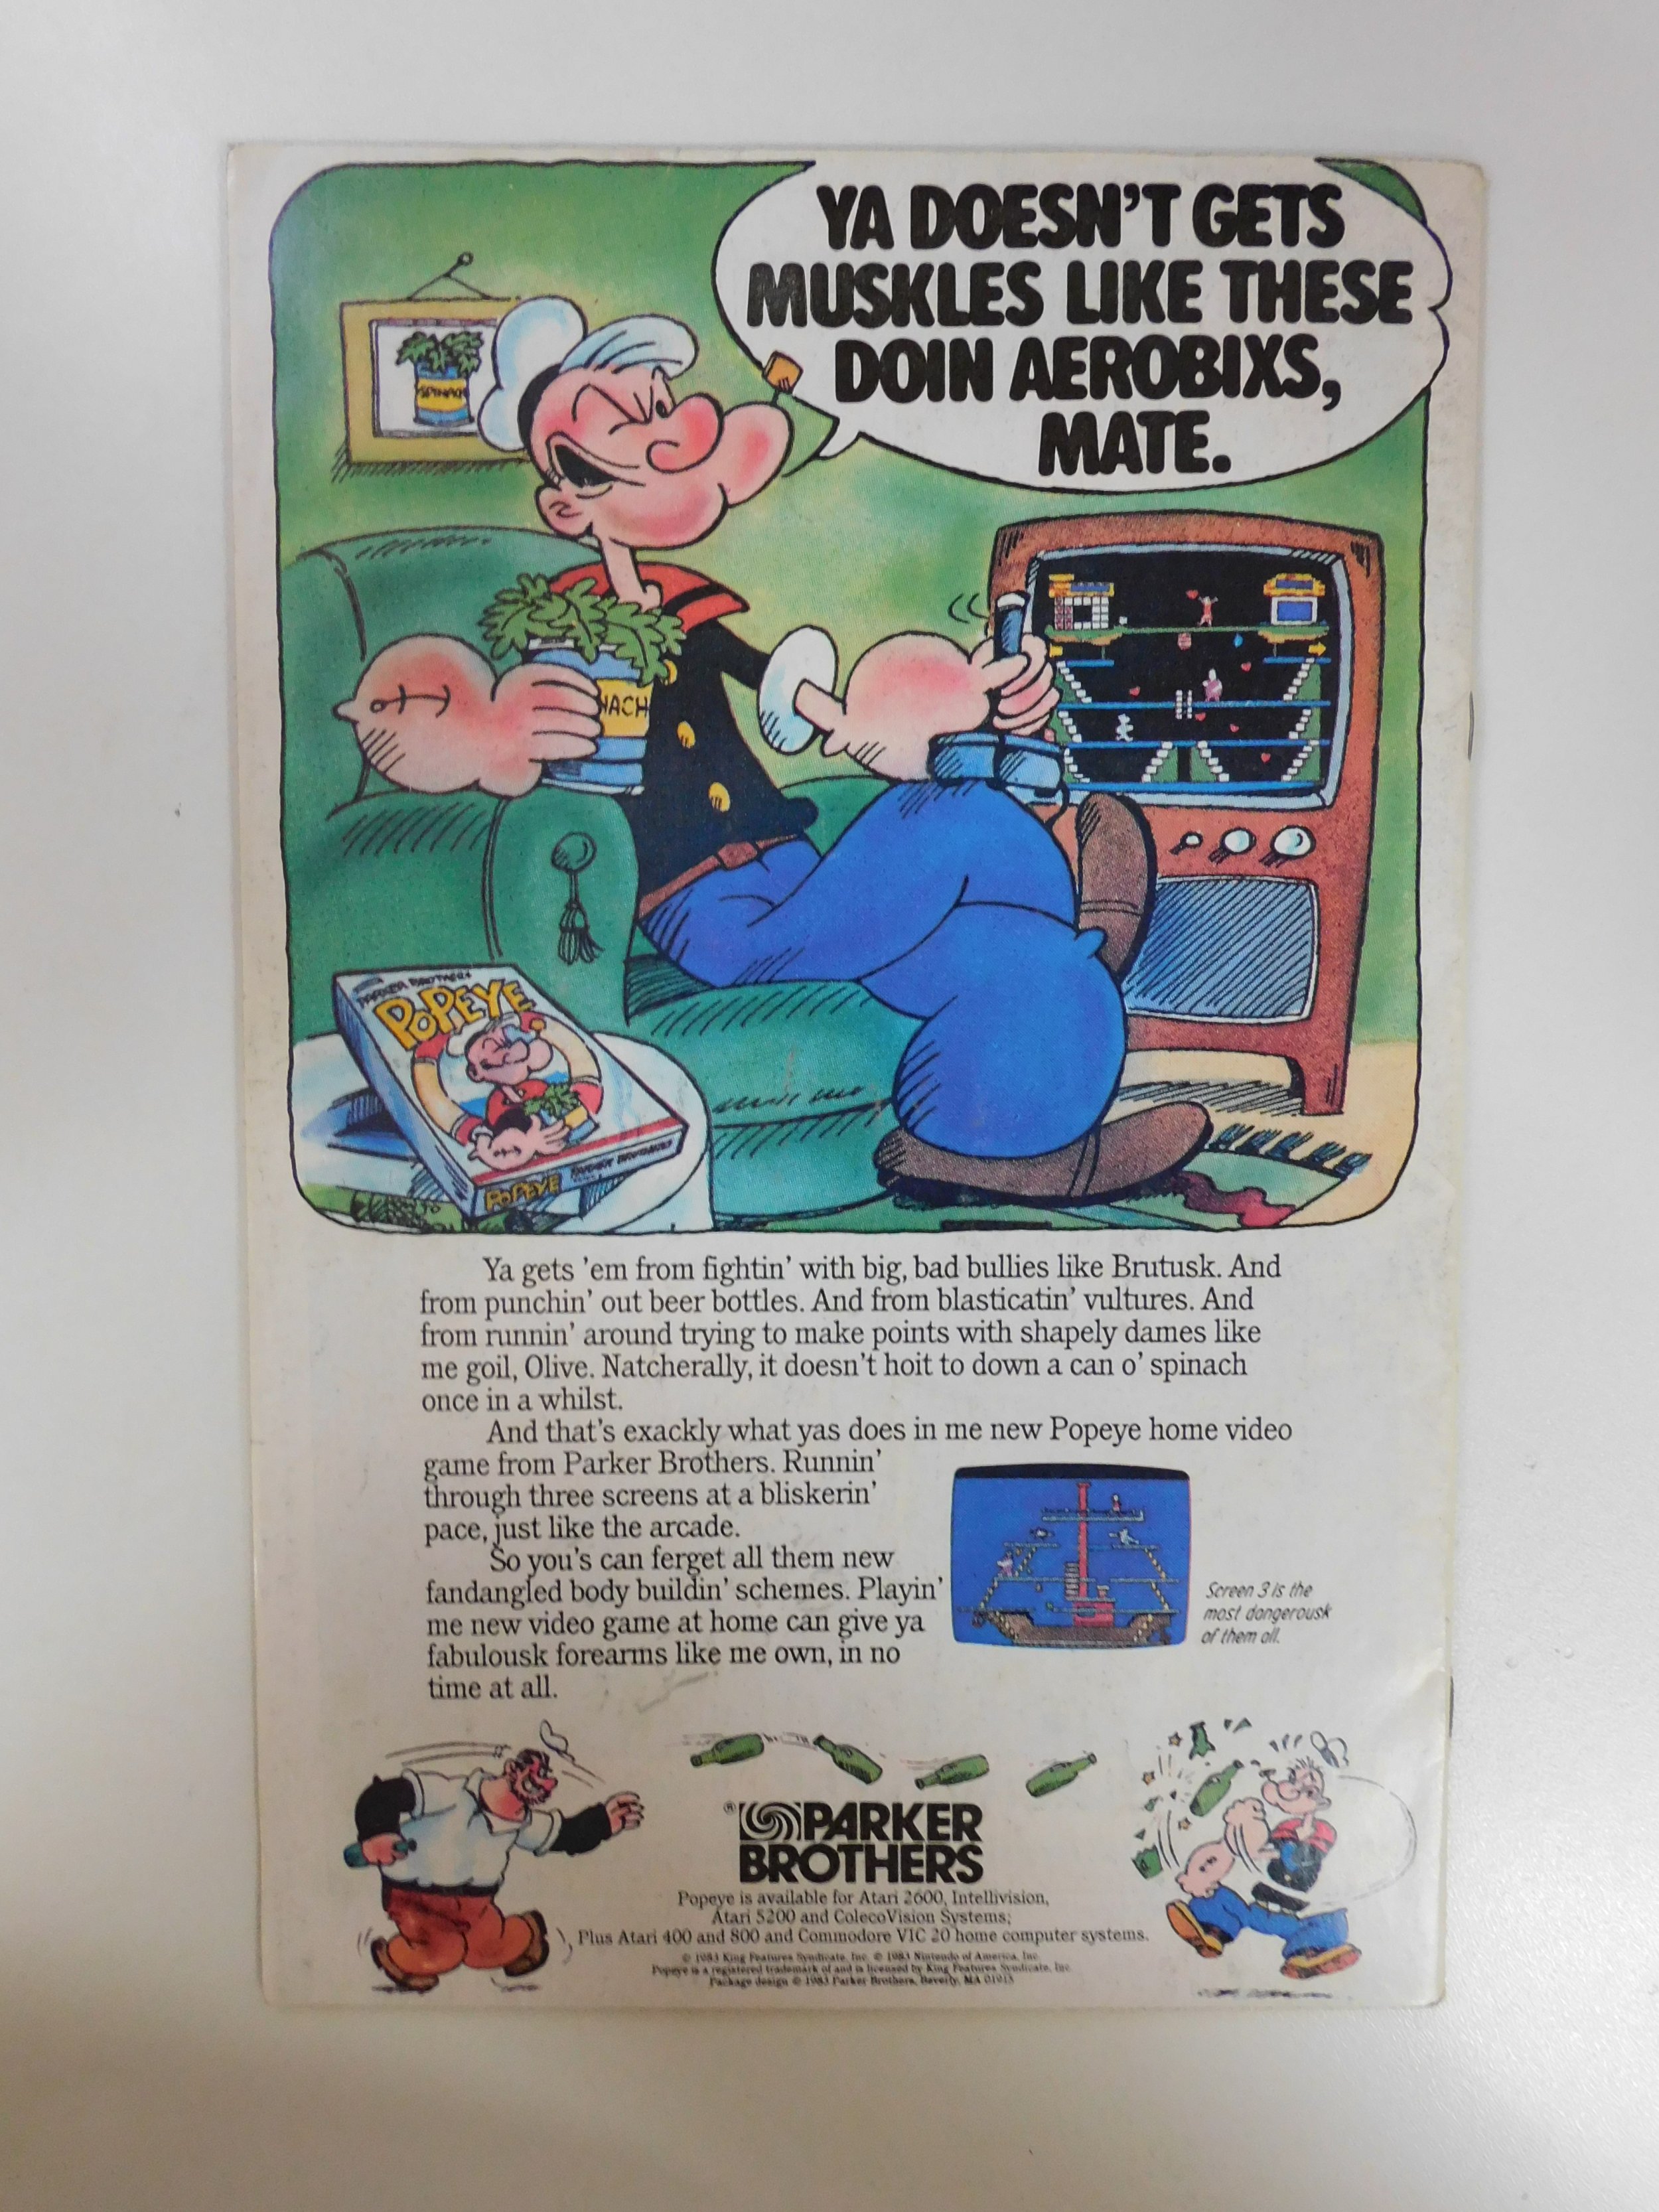 YA DOESN'T GETS
MUSKLES LIKE THESE
DOIN AEROBIXS,
MATE.
SPINACH
NACH
PARKER BROTHERS
POPEYE
POPEYE PARKER BROTHERS
Ya gets 'em from fightin' with big, bad bullies like Brutusk. And
from punchin' out beer bottles. And from blasticatin' vultures. And
from runnin' around trying to make points with shapely dames like
me goil, Olive. Natcherally, it doesn't hoit to down a can o' spinach
once in a whilst.
And that's exackly what yas does in me new Popeye home video
game from Parker Brothers. Runnin'
through three screens at a bliskerin'
pace, just like the arcade.
So you's can ferget all them new
fandangled body buildin' schemes. Playin'
me new video game at home can give ya
fabulousk forearms like me own, in no
time at all.
Screen 3 is the
most dangerousk
of them all.
® PARKER
BROTHERS
Popeye is available for Atari 2600, Intellivision,
Atari 5200 and ColecoVision Systems;
Plus Atari 400 and 800 and Commodore VIC 20 home computer systems.
© 1983 King Features Syndicate, Inc. © 1983 Nintendo of America, Inc.
Popeye is a registered trademark of and is licensed by King Features Syndicate, Inc.
Package design © 1983 Parker Brothers, Beverly, MA 01915